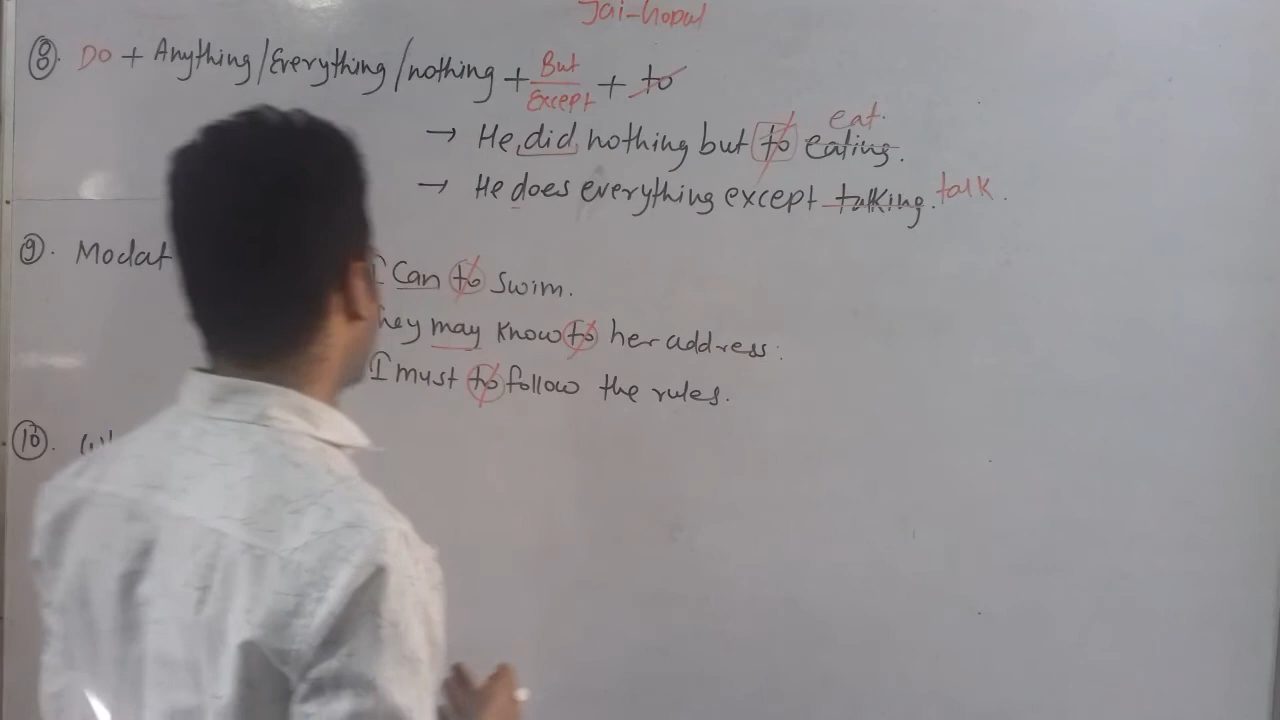 Jai-Gopal
⑧. Do + Anything/Everything/nothing + But/Except + to
→ He did nothing but to eating. eat.
→ He does everything except talking. talk.
⑨. Modal
I Can to swim.
hey may know to her address.
I must to follow the rules.
⑩.